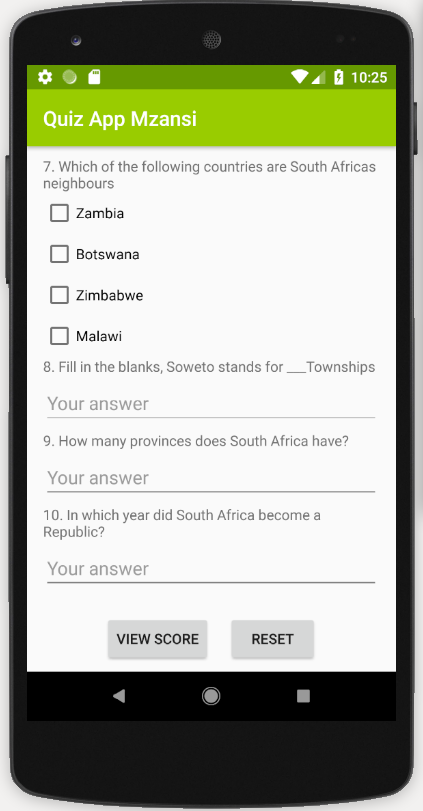 10:25
Quiz App Mzansi
7. Which of the following countries are South Africas
neighbours
Zambia
Botswana
Zimbabwe
Malawi
8. Fill in the blanks, Soweto stands for ___Townships
Your answer
9. How many provinces does South Africa have?
Your answer
10. In which year did South Africa become a
Republic?
Your answer
VIEW SCORE RESET